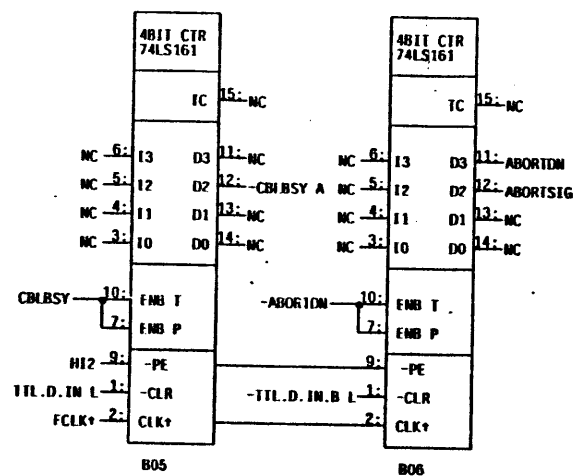 4BIT CTR
74LS161
TC 15: NC
NC 6: I3 D3 11: NC
NC 5: I2 D2 12: -CBLBSY A
NC 4: I1 D1 13: NC
NC 3: I0 D0 14: NC
CBLBSY 10: ENB T
7: ENB P
HI2 9: -PE
TTL.D.IN L 1: -CLR
FCLK↑ 2: CLK↑
B05
4BIT CTR
74LS161
TC 15: NC
NC 6: I3 D3 11: ABORTDN
NC 5: I2 D2 12: ABORTSIG
NC 4: I1 D1 13: NC
NC 3: I0 D0 14: NC
-ABORTDN 10: ENB T
7: ENB P
9: -PE
-TTL.D.IN.B L 1: -CLR
2: CLK↑
B06